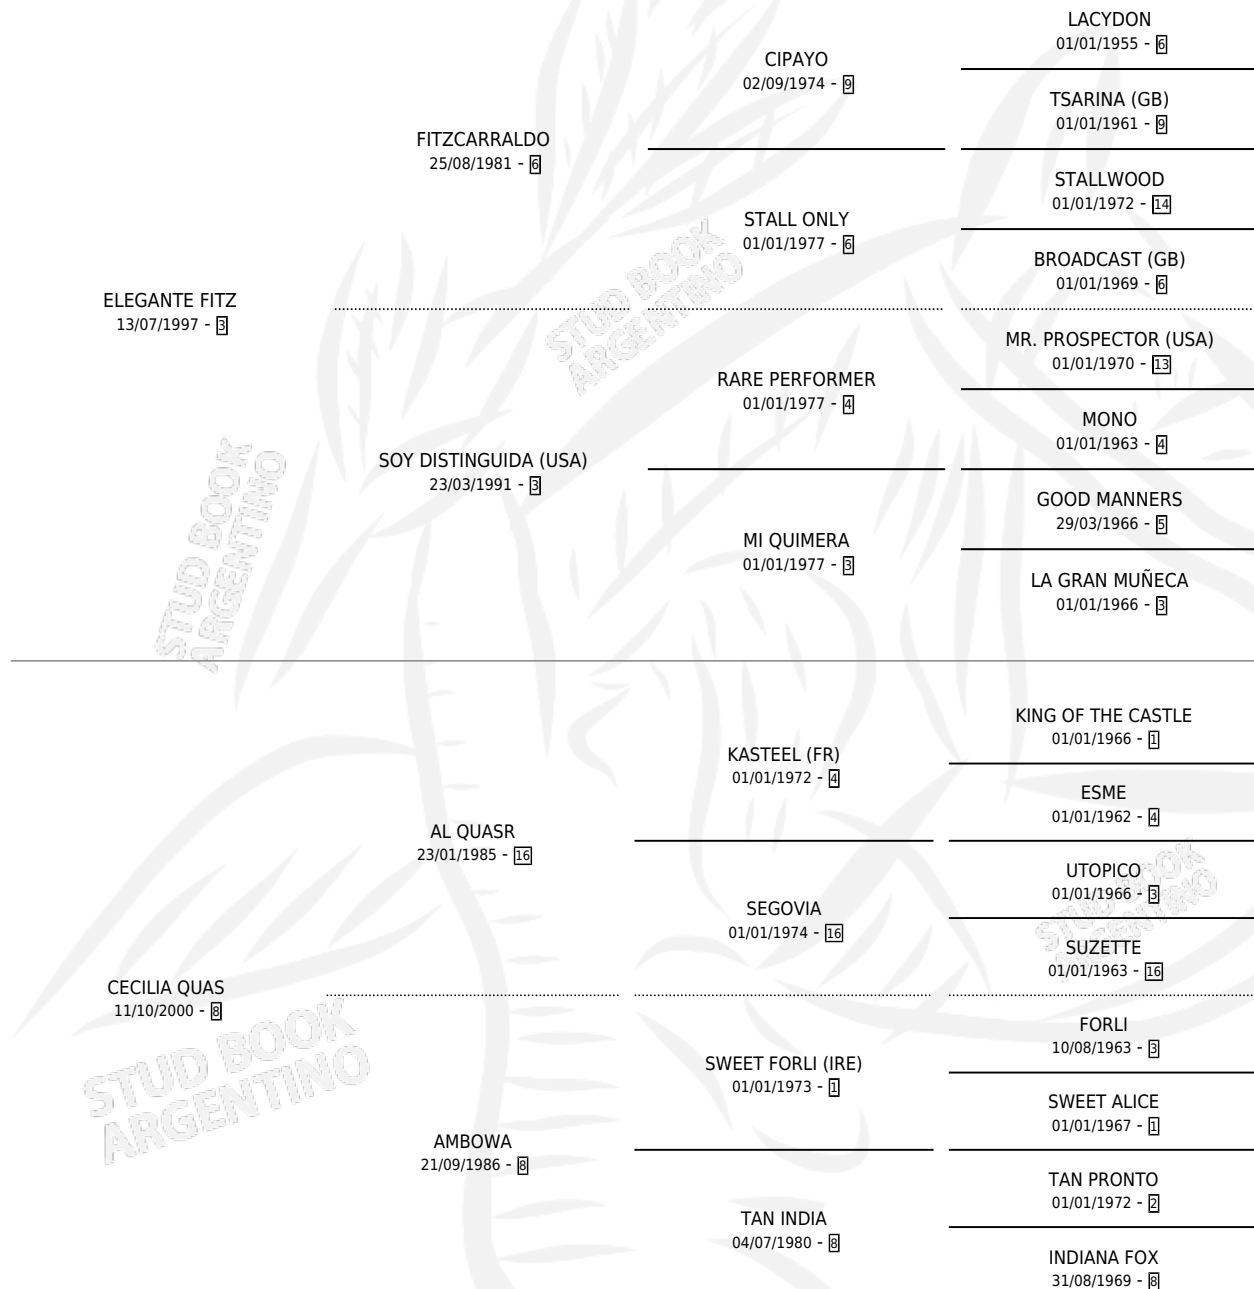 LACYDON
01/01/1955 - 6
CIPAYO
02/09/1974 - 9
TSARINA (GB)
01/01/1961 - 9
FITZCARRALDO
25/08/1981 - 6
STALLWOOD
01/01/1972 - 14
STALL ONLY
01/01/1977 - 6
BROADCAST (GB)
01/01/1969 - 6
ELEGANTE FITZ
13/07/1997 - 3
STUD BOOK
ARGENTINO
MR. PROSPECTOR (USA)
01/01/1970 - 13
RARE PERFORMER
01/01/1977 - 4
MONO
01/01/1963 - 4
SOY DISTINGUIDA (USA)
23/03/1991 - 3
GOOD MANNERS
29/03/1966 - 5
MI QUIMERA
01/01/1977 - 3
LA GRAN MUÑECA
01/01/1966 - 3
STUD BOOK
ARGENTINO
KING OF THE CASTLE
01/01/1966 - 1
KASTEEL (FR)
01/01/1972 - 4
ESME
01/01/1962 - 4
AL QUASR
23/01/1985 - 16
UTOPICO
01/01/1966 - 3
SEGOVIA
01/01/1974 - 16
STUD BOOK
ARGENTINO
SUZETTE
01/01/1963 - 16
CECILIA QUAS
11/10/2000 - 8
FORLI
10/08/1963 - 3
SWEET FORLI (IRE)
01/01/1973 - 1
STUD BOOK
ARGENTINO
SWEET ALICE
01/01/1967 - 1
AMBOWA
21/09/1986 - 8
TAN PRONTO
01/01/1972 - 2
TAN INDIA
04/07/1980 - 8
INDIANA FOX
31/08/1969 - 8